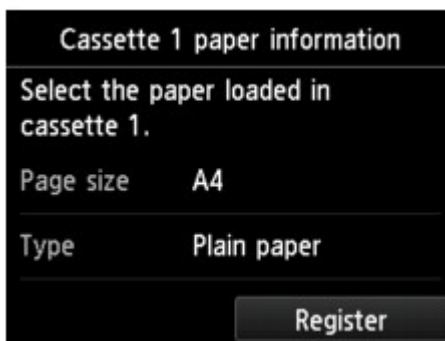 Cassette 1 paper information
Select the paper loaded in
cassette 1.
Page size A4
Type Plain paper
Register